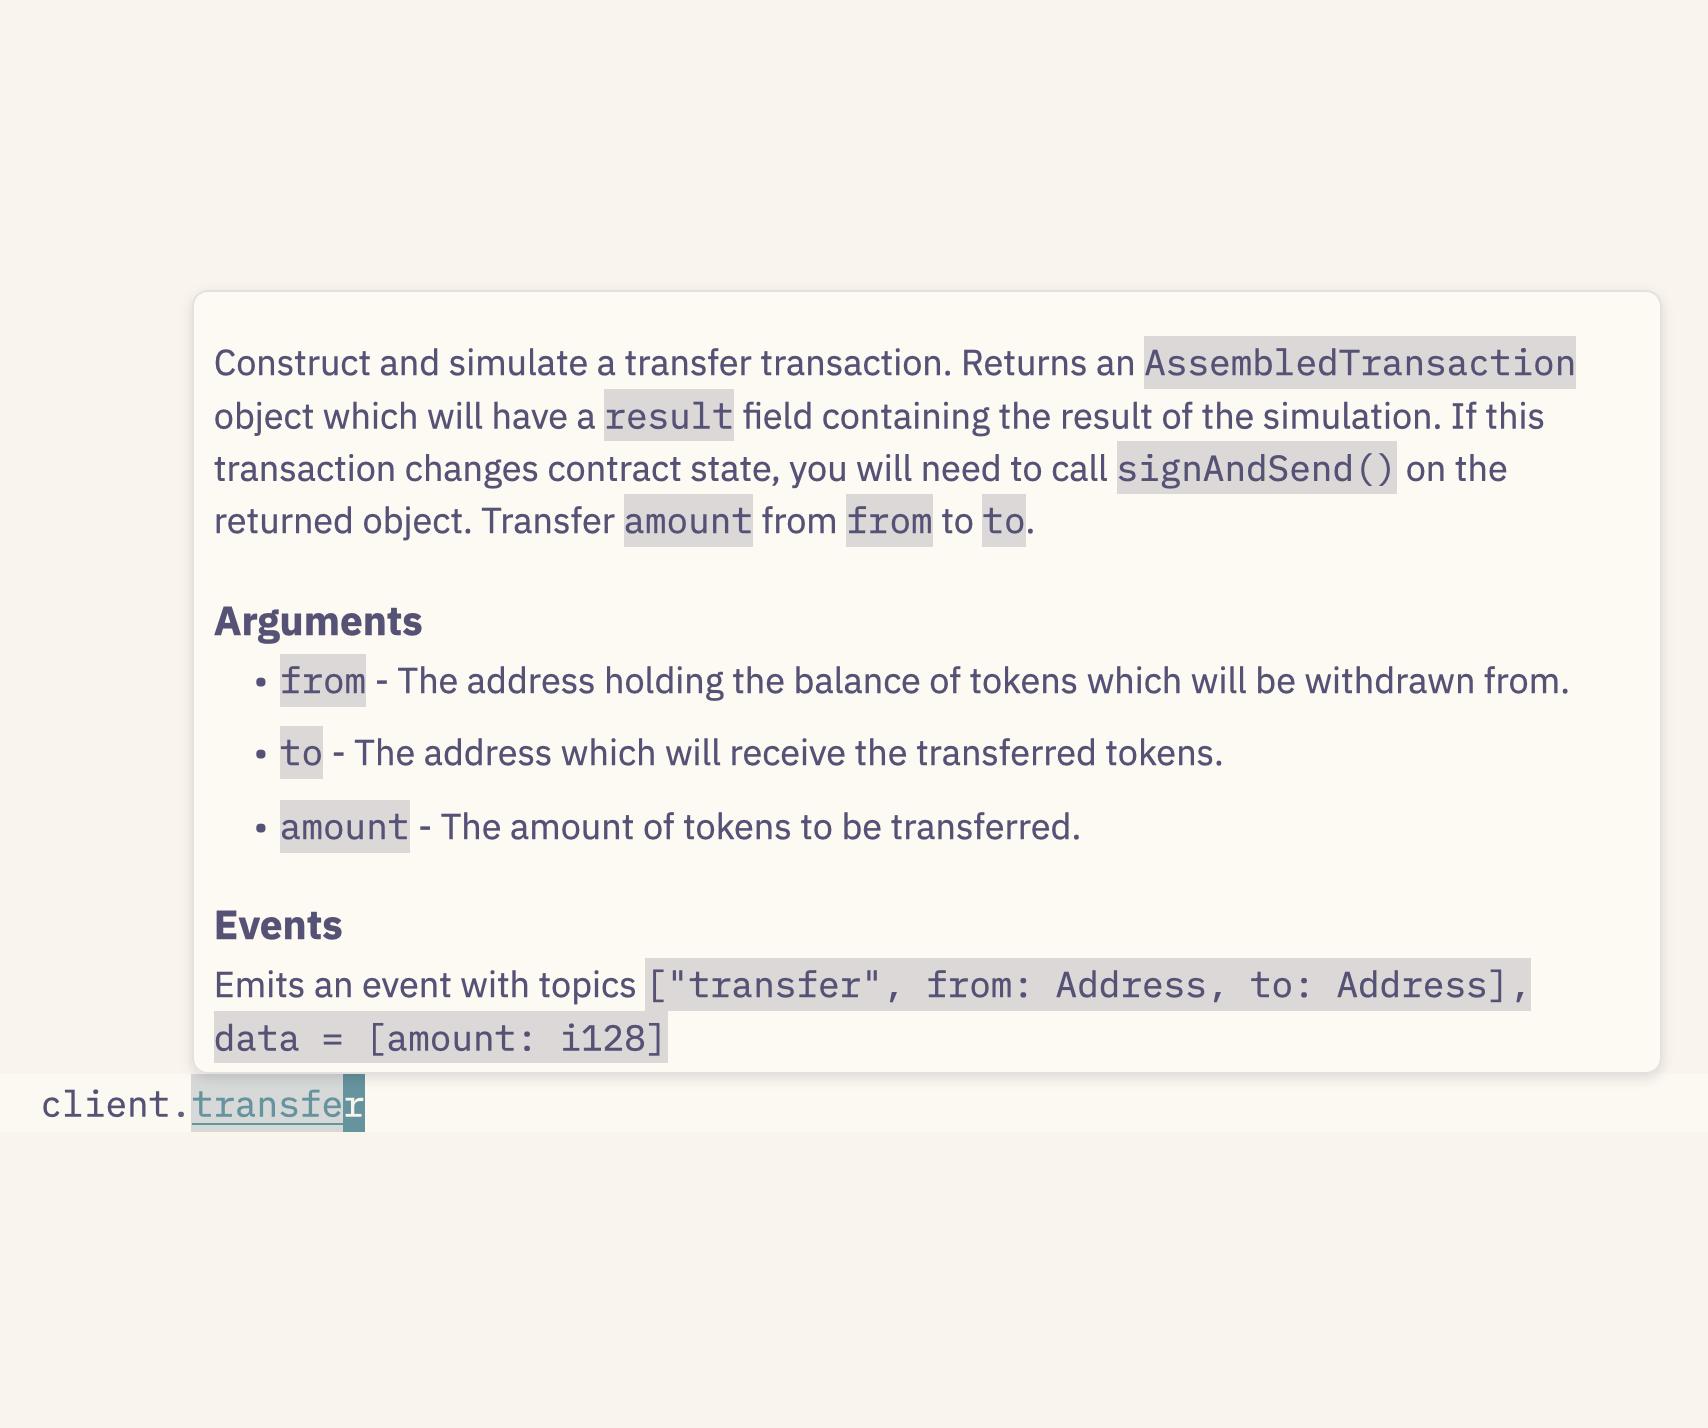 Construct and simulate a transfer transaction. Returns an AssembledTransaction
object which will have a result field containing the result of the simulation. If this
transaction changes contract state, you will need to call signAndSend() on the
returned object. Transfer amount from from to to.
Arguments
• from - The address holding the balance of tokens which will be withdrawn from.
• to - The address which will receive the transferred tokens.
• amount - The amount of tokens to be transferred.
Events
Emits an event with topics ["transfer", from: Address, to: Address],
data = [amount: i128]
client.transfer